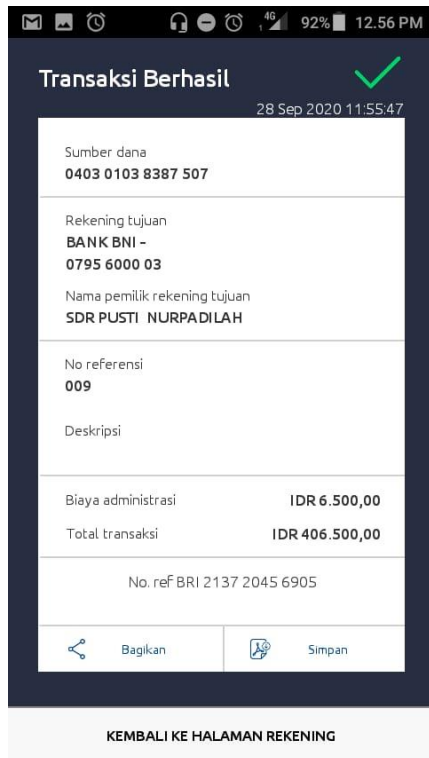 4G
1
92%
12.56 PM
Transaksi Berhasil
28 Sep 2020 11:55:47
Sumber dana
0403 0103 8387 507
Rekening tujuan
BANK BNI -
0795 6000 03
Nama pemilik rekening tujuan
SDR PUSTI NURPADILAH
No referensi
009
Deskripsi
Biaya administrasi IDR 6.500,00
Total transaksi IDR 406.500,00
No. ref BRI 2137 2045 6905
Bagikan Simpan
KEMBALI KE HALAMAN REKENING